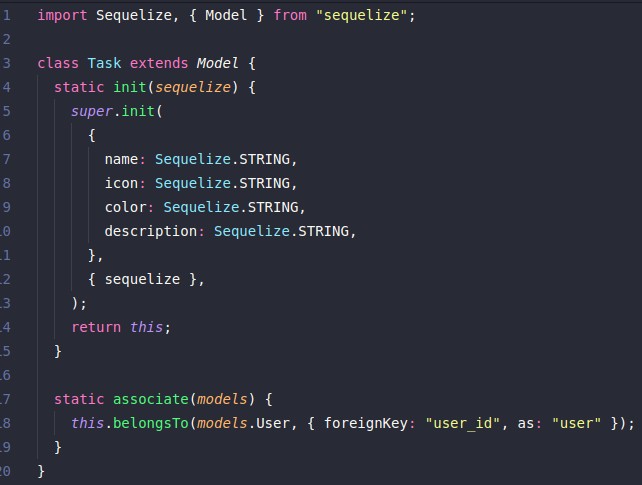 1 import Sequelize, { Model } from "sequelize";
2
3 class Task extends Model {
4   static init(sequelize) {
5     super.init(
6       {
7         name: Sequelize.STRING,
8         icon: Sequelize.STRING,
9         color: Sequelize.STRING,
10         description: Sequelize.STRING,
11       },
12       { sequelize },
13     );
14     return this;
15   }
16
17   static associate(models) {
18     this.belongsTo(models.User, { foreignKey: "user_id", as: "user" });
19   }
20 }